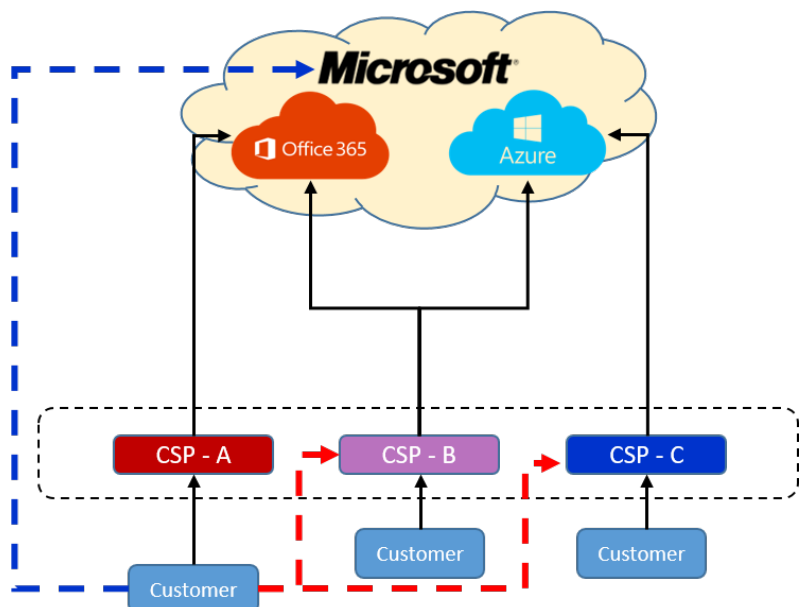 Microsoft®
Office 365
Azure
CSP - A
CSP - B
CSP - C
Customer
Customer
Customer